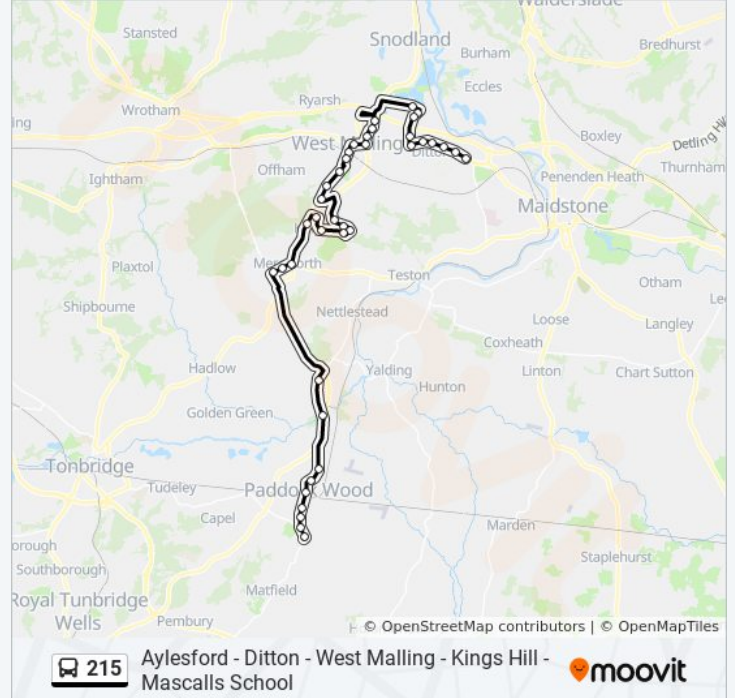 Walderslade
Stansted
Snodland
Burham
Bredhurst
Eccles
Wrotham
Ryarsh
ing
Boxley
Detling Hill
West Malling
Ditton
Thurnham
Offham
Ightham
Penenden Heath
Maidstone
Plaxtol
Mereworth
Teston
Otham
Le
Shipbourne
Nettlestead
Loose
Langley
Coxheath
Hadlow
Yalding
Linton
Chart Sutton
Hunton
Golden Green
Tonbridge
Tudeley
Paddock Wood
Capel
Marden
orough
Staplehurst
Southborough
Matfield
Royal Tunbridge
Wells
Pembury
H
© OpenStreetMap contributors | © OpenMapTiles
215
Aylesford - Ditton - West Malling - Kings Hill -
Mascalls School
moovit